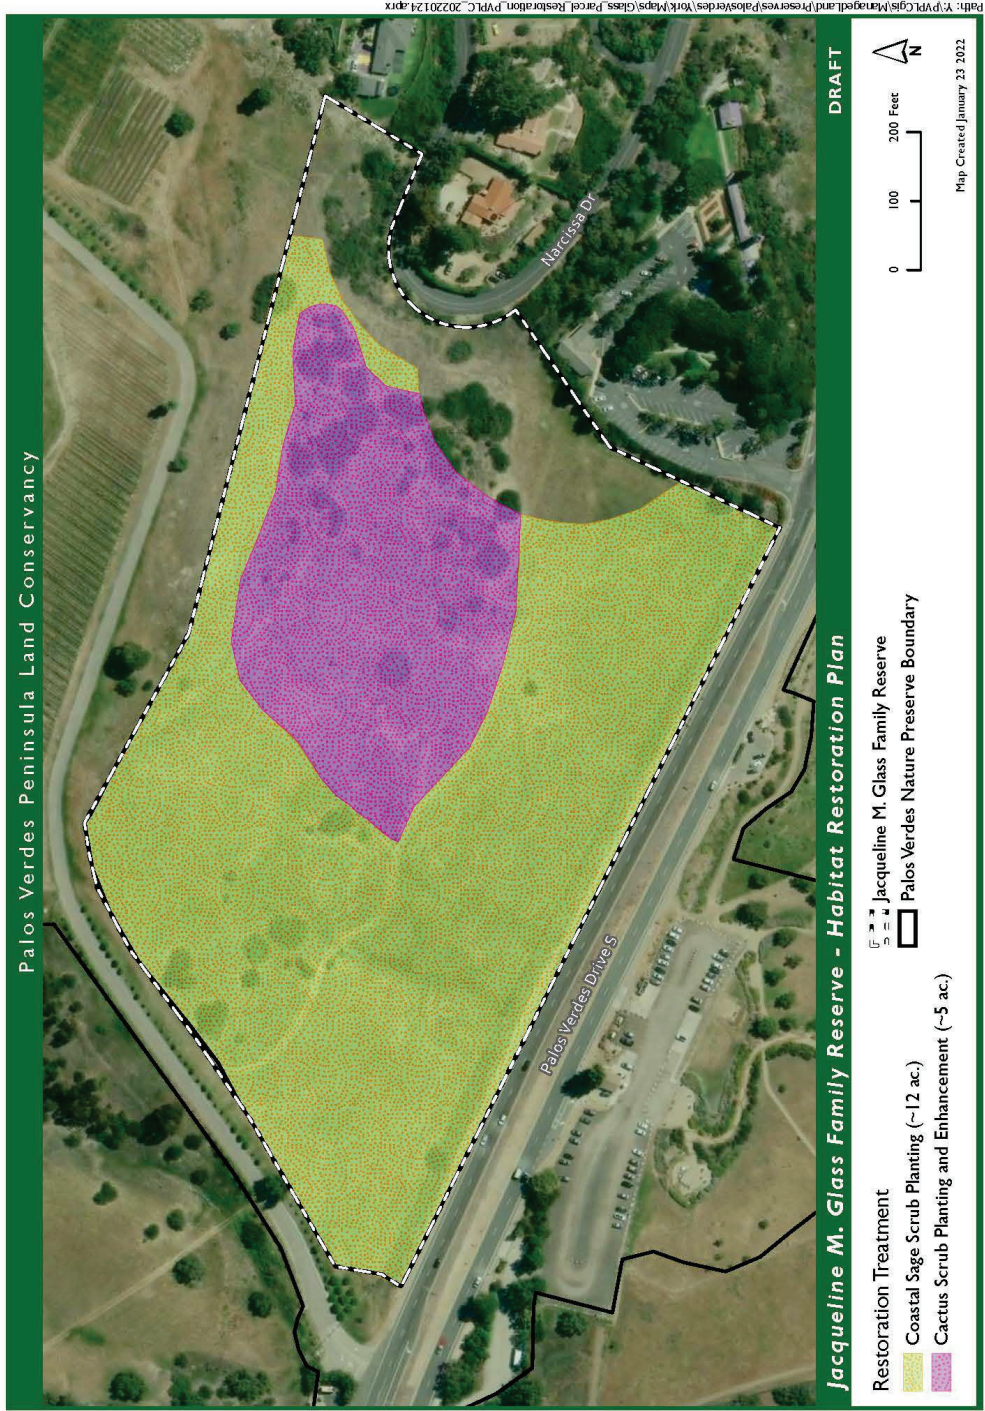 Palos Verdes Peninsula Land Conservancy
Narcissa Dr
Palos Verdes Drive S
Jacqueline M. Glass Family Reserve - Habitat Restoration Plan
DRAFT
Restoration Treatment
Coastal Sage Scrub Planting (~12 ac.)
Cactus Scrub Planting and Enhancement (~5 ac.)
Jacqueline M. Glass Family Reserve
Palos Verdes Nature Preserve Boundary
0 100 200 Feet
N
Map Created January 23 2022
Path: Y:\PVPLCgis\ManagedLand\Preserves\PalosVerdes\York\Maps\Glass_Parcel_Restoration_PVPLC_20220124.aprx